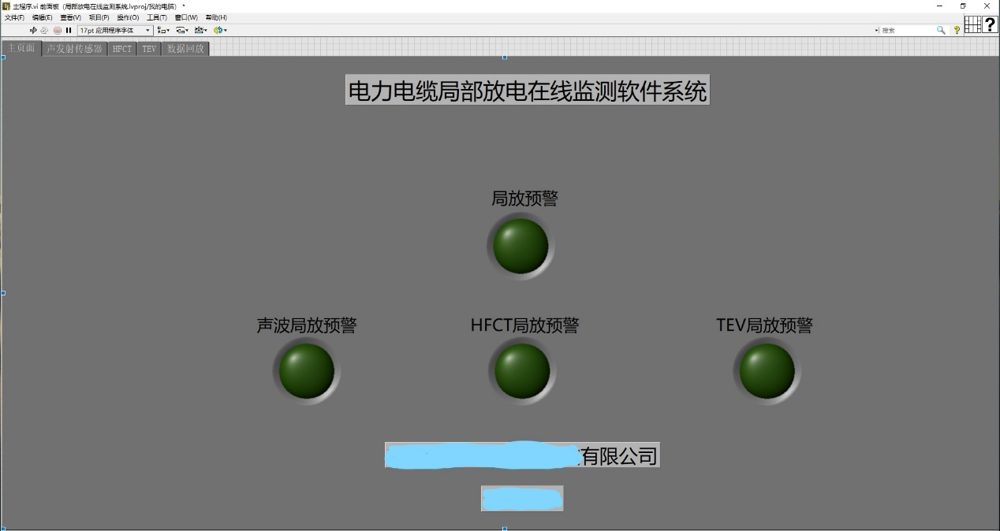 主程序.vi 前面板 (局部放电在线监测系统.lvproj/我的电脑) *
文件(F) 编辑(E) 查看(V) 项目(P) 操作(O) 工具(T) 窗口(W) 帮助(H)
17pt 应用程序字体 搜索 ? ?
主页面 声发射传感器 HFCT TEV 数据回放
电力电缆局部放电在线监测软件系统
局放预警
声波局放预警 HFCT局放预警 TEV局放预警
有限公司